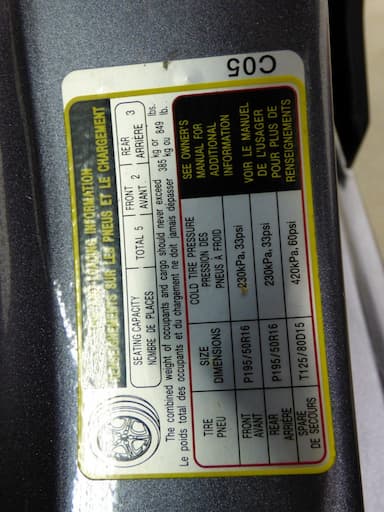 C05
LOADING INFORMATION
RENSEIGNEMENTS SUR LES PNEUS ET LE CHARGEMENT
SEATING CAPACITY
NOMBRE DE PLACES
TOTAL 5
FRONT
AVANT 2
REAR
ARRIÈRE 3
The combined weight of occupants and cargo should never exceed 385 kg or 849 lbs.
Le poids total des occupants et du chargement ne doit jamais dépasser 385 kg ou 849 lb.
TIRE
PNEU
SIZE
DIMENSIONS
COLD TIRE PRESSURE
PRESSION DES
PNEUS À FROID
SEE OWNER'S
MANUAL FOR
ADDITIONAL
INFORMATION
FRONT
AVANT
P195/50R16
230kPa, 33psi
REAR
ARRIÈRE
P195/50R16
230kPa, 33psi
SPARE
DE SECOURS
T125/80D15
420kPa, 60psi
VOIR LE MANUEL
DE L'USAGER
POUR PLUS DE
RENSEIGNEMENTS